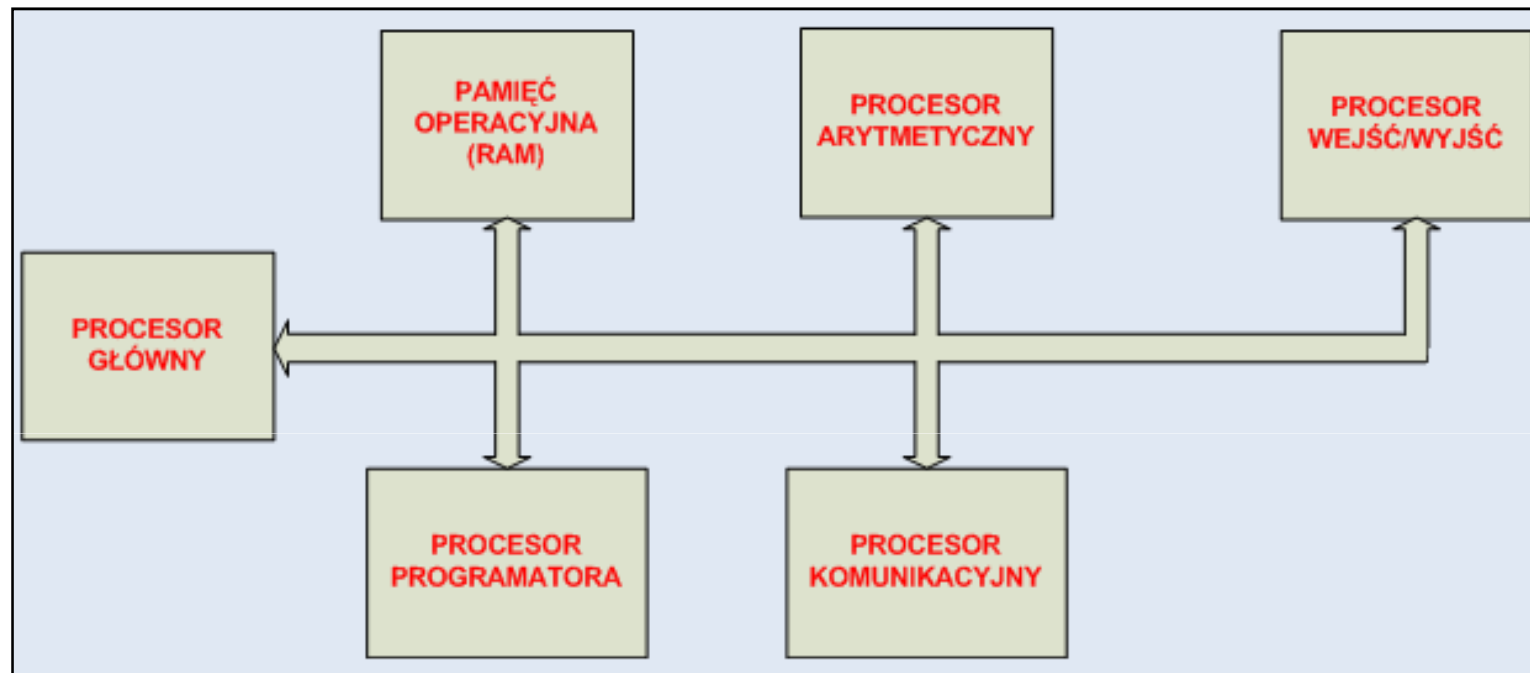 PAMIĘĆ
OPERACYJNA
(RAM)
PROCESOR
ARYTMETYCZNY
PROCESOR
WEJŚĆ/WYJŚĆ
PROCESOR
GŁÓWNY
PROCESOR
PROGRAMATORA
PROCESOR
KOMUNIKACYJNY